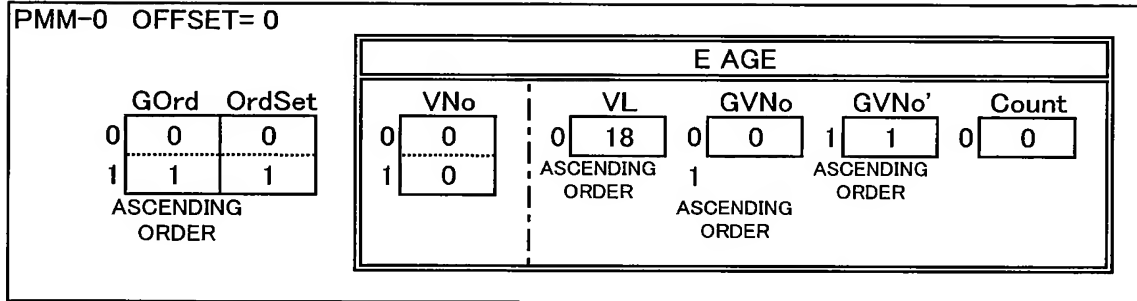 PMM-0 OFFSET= 0
E AGE
GOrd OrdSet VNo VL GVNo GVNo' Count
0 0 0 0 0 0 18 0 0 1 1 0 0
1 1 1 1 0 ASCENDING 1 ASCENDING
ASCENDING ORDER ASCENDING ORDER
ORDER ORDER